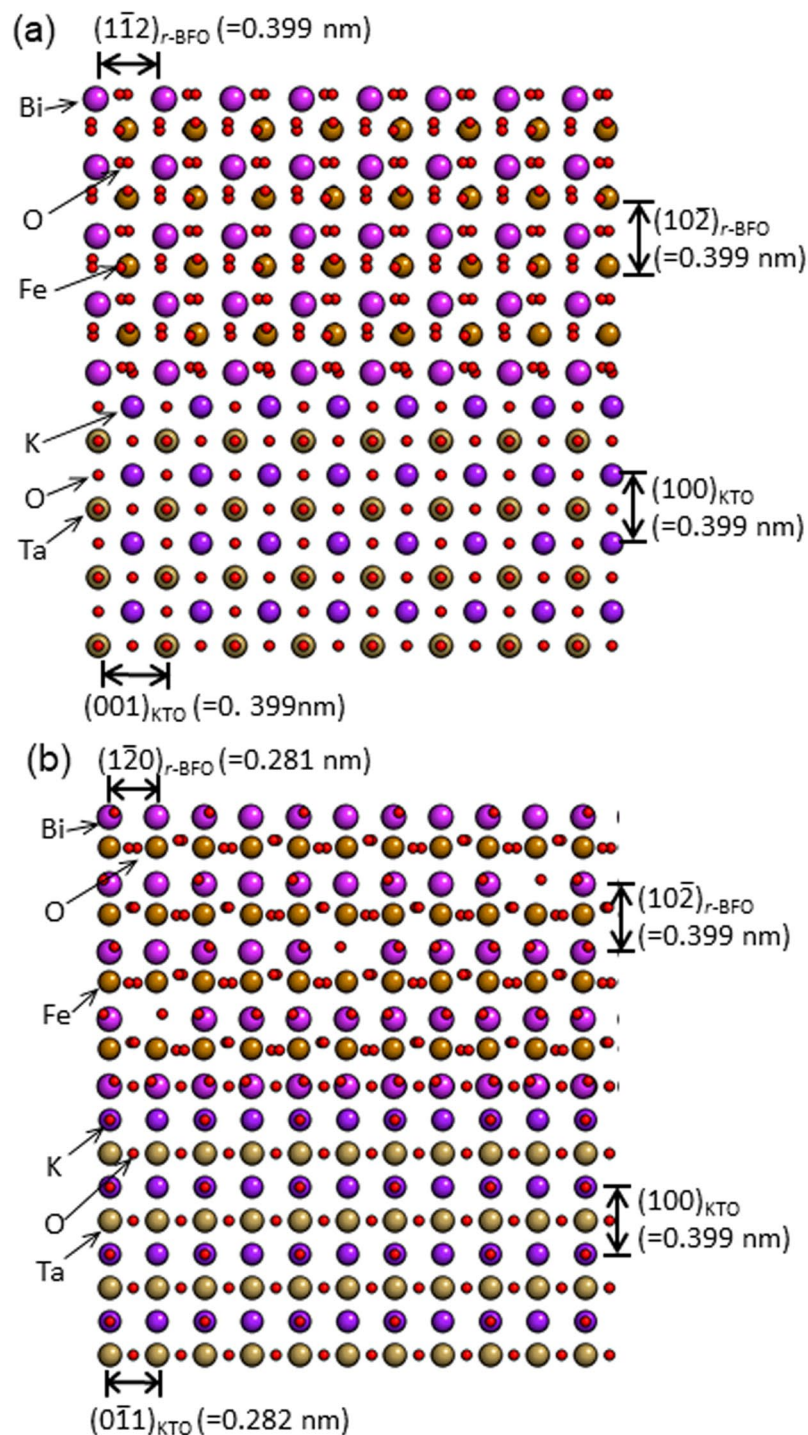 (a)
(11̅2)r-BFO (=0.399 nm)
Bi
O
(102̅)r-BFO
(=0.399 nm)
Fe
K
O
(100)KTO
(=0.399 nm)
Ta
(001)KTO (=0. 399nm)
(b)
(12̅0)r-BFO (=0.281 nm)
Bi
O
(102̅)r-BFO
(=0.399 nm)
Fe
K
O
(100)KTO
(=0.399 nm)
Ta
(01̅1)KTO (=0.282 nm)